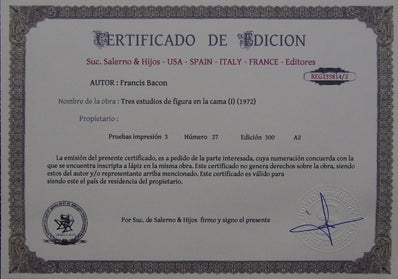 CERTIFICADO DE EDICION
Suc. Salerno & Hijos - USA - SPAIN - ITALY - FRANCE - Editores
REG235814/2
AUTOR : Francis Bacon
Nombre de la obra : Tres estudios de figura en la cama (I) (1972)
Propietario :
Pruebas impresión 3 Número 27 Edición 300 A2
La emisión del presente certificado, es a pedido de la parte interesada, cuya numeración concuerda con la
que se encuentra inscripta a lápiz en la misma obra. Este certificado no genera derechos sobre la obra, siendo
estos del autor y/o representante arriba mencionado. Este certificado es válido para
siendo este el país de residencia del propietario.
Por Suc. de Salerno & Hijos firmo y signo el presente